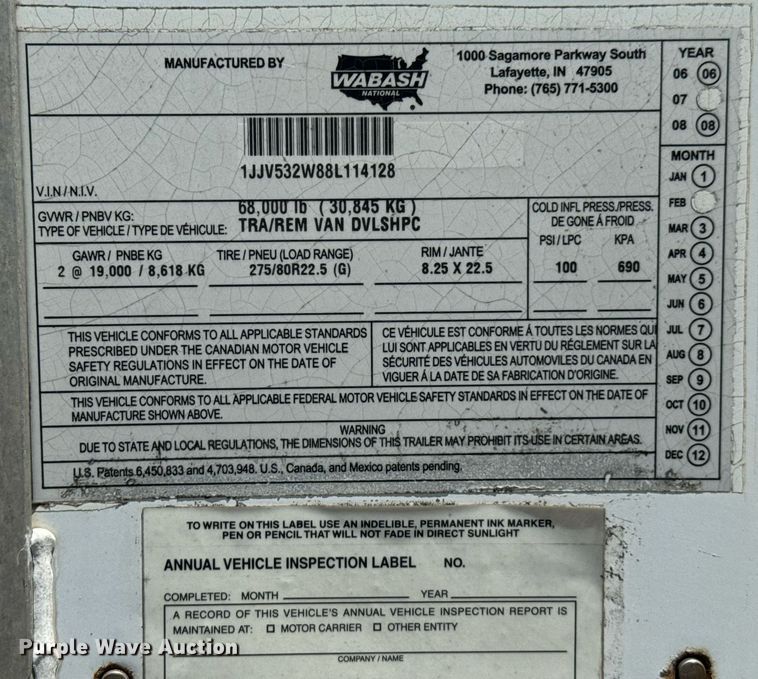 MANUFACTURED BY
WABASH
NATIONAL
1000 Sagamore Parkway South
Lafayette, IN 47905
Phone: (765) 771-5300
YEAR
06 06
07
08 08
MONTH
JAN 1
FEB
MAR 3
APR 4
MAY 5
JUN 6
JUL 7
AUG 8
SEP 9
OCT 10
NOV 11
DEC 12
1JJV532W88L114128
V.I.N / N.I.V.
GVWR / PNBV KG: 68,000 lb ( 30,845 KG )
TYPE OF VEHICLE / TYPE DE VÉHICULE: TRA/REM VAN DVLSHPC
COLD INFL PRESS./PRESS.
DE GONE Á FROID
PSI / LPC KPA
GAWR / PNBE KG TIRE / PNEU (LOAD RANGE) RIM / JANTE
2 @ 19,000 / 8,618 KG 275/80R22.5 (G) 8.25 X 22.5 100 690
THIS VEHICLE CONFORMS TO ALL APPLICABLE STANDARDS
PRESCRIBED UNDER THE CANADIAN MOTOR VEHICLE
SAFETY REGULATIONS IN EFFECT ON THE DATE OF
ORIGINAL MANUFACTURE.
CE VÉHICULE EST CONFORME Á TOUTES LES NORMES QUI
LUI SONT APPLICABLES EN VERTU DU RÉGLEMENT SUR LA
SÉCURITÉ DES VÉHICULES AUTOMOVILES DU CANADA EN
VIGUER Á LA DATE DE SA FABRICATION D'ORIGINE.
THIS VEHICLE CONFORMS TO ALL APPLICABLE FEDERAL MOTOR VEHICLE SAFETY STANDARDS IN EFFECT ON THE DATE OF
MANUFACTURE SHOWN ABOVE.
WARNING
DUE TO STATE AND LOCAL REGULATIONS, THE DIMENSIONS OF THIS TRAILER MAY PROHIBIT ITS USE IN CERTAIN AREAS.
U.S. Patents 6,450,833 and 4,703,948. U.S., Canada, and Mexico patents pending.
TO WRITE ON THIS LABEL USE AN INDELIBLE, PERMANENT INK MARKER,
PEN OR PENCIL THAT WILL NOT FADE IN DIRECT SUNLIGHT
ANNUAL VEHICLE INSPECTION LABEL NO.
COMPLETED: MONTH YEAR
A RECORD OF THIS VEHICLE'S ANNUAL VEHICLE INSPECTION REPORT IS
MAINTAINED AT: ☐ MOTOR CARRIER ☐ OTHER ENTITY
COMPANY / NAME
Purple Wave Auction